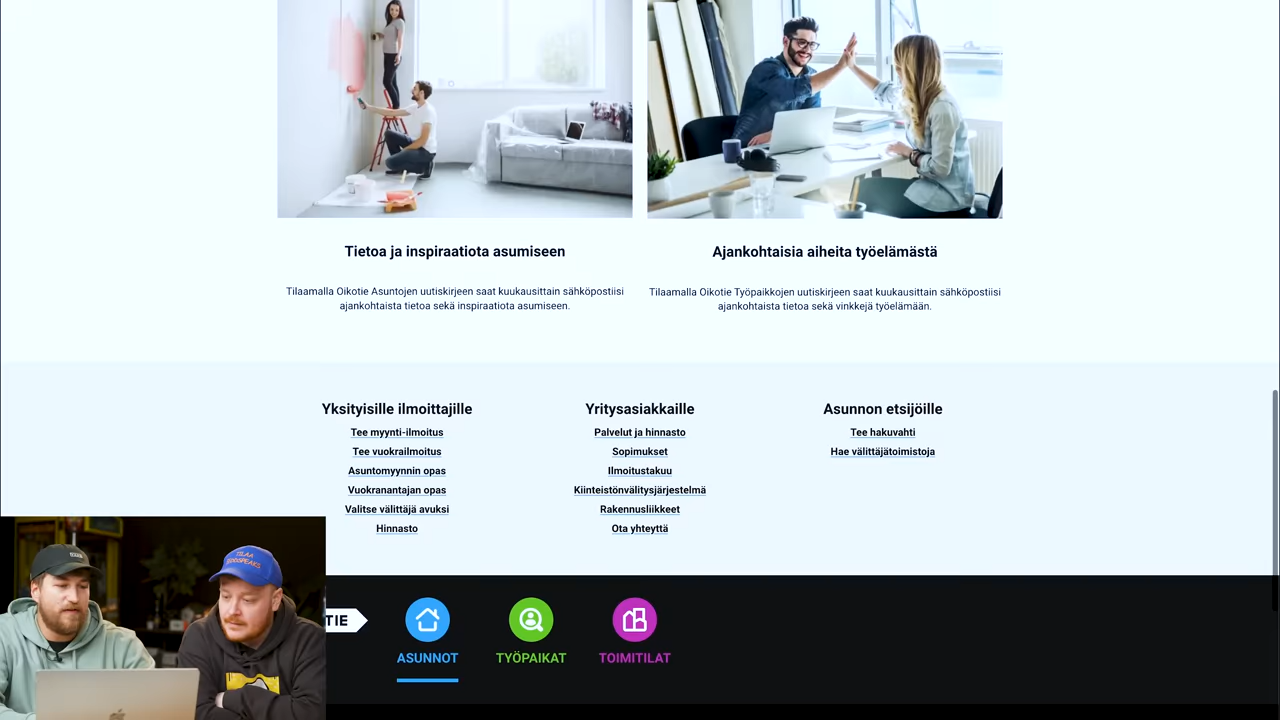 Tietoa ja inspiraatiota asumiseen
Tilaamalla Oikotie Asuntojen uutiskirjeen saat kuukausittain sähköpostiisi
ajankohtaista tietoa sekä inspiraatiota asumiseen.
Ajankohtaisia aiheita työelämästä
Tilaamalla Oikotie Työpaikkojen uutiskirjeen saat kuukausittain sähköpostiisi
ajankohtaista tietoa sekä vinkkejä työelämään.
Yksityisille ilmoittajille
Tee myynti-ilmoitus
Tee vuokrailmoitus
Asuntomyynnin opas
Vuokranantajan opas
Valitse välittäjä avuksi
Hinnasto
Yritysasiakkaille
Palvelut ja hinnasto
Sopimukset
Ilmoitustakuu
Kiinteistönvälitysjärjestelmä
Rakennusliikkeet
Ota yhteyttä
Asunnon etsijöille
Tee hakuvahti
Hae välittäjätoimistoja
TIE
ASUNNOT
TYÖPAIKAT
TOIMITILAT
TILAA